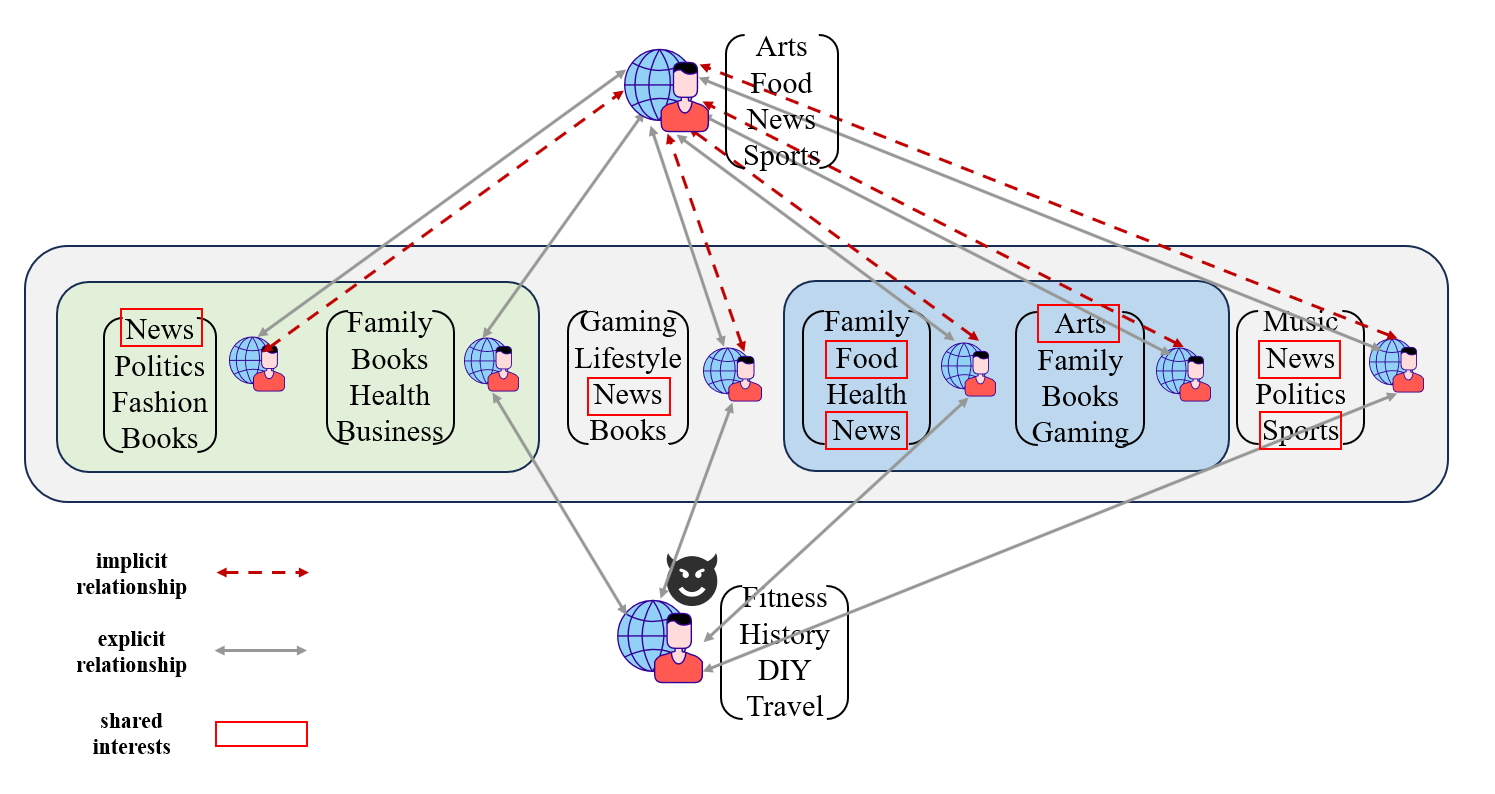 Arts
Food
News
Sports
News
Politics
Fashion
Books
Family
Books
Health
Business
Gaming
Lifestyle
News
Books
Family
Food
Health
News
Arts
Family
Books
Gaming
Music
News
Politics
Sports
implicit
relationship
explicit
relationship
shared
interests
Fitness
History
DIY
Travel